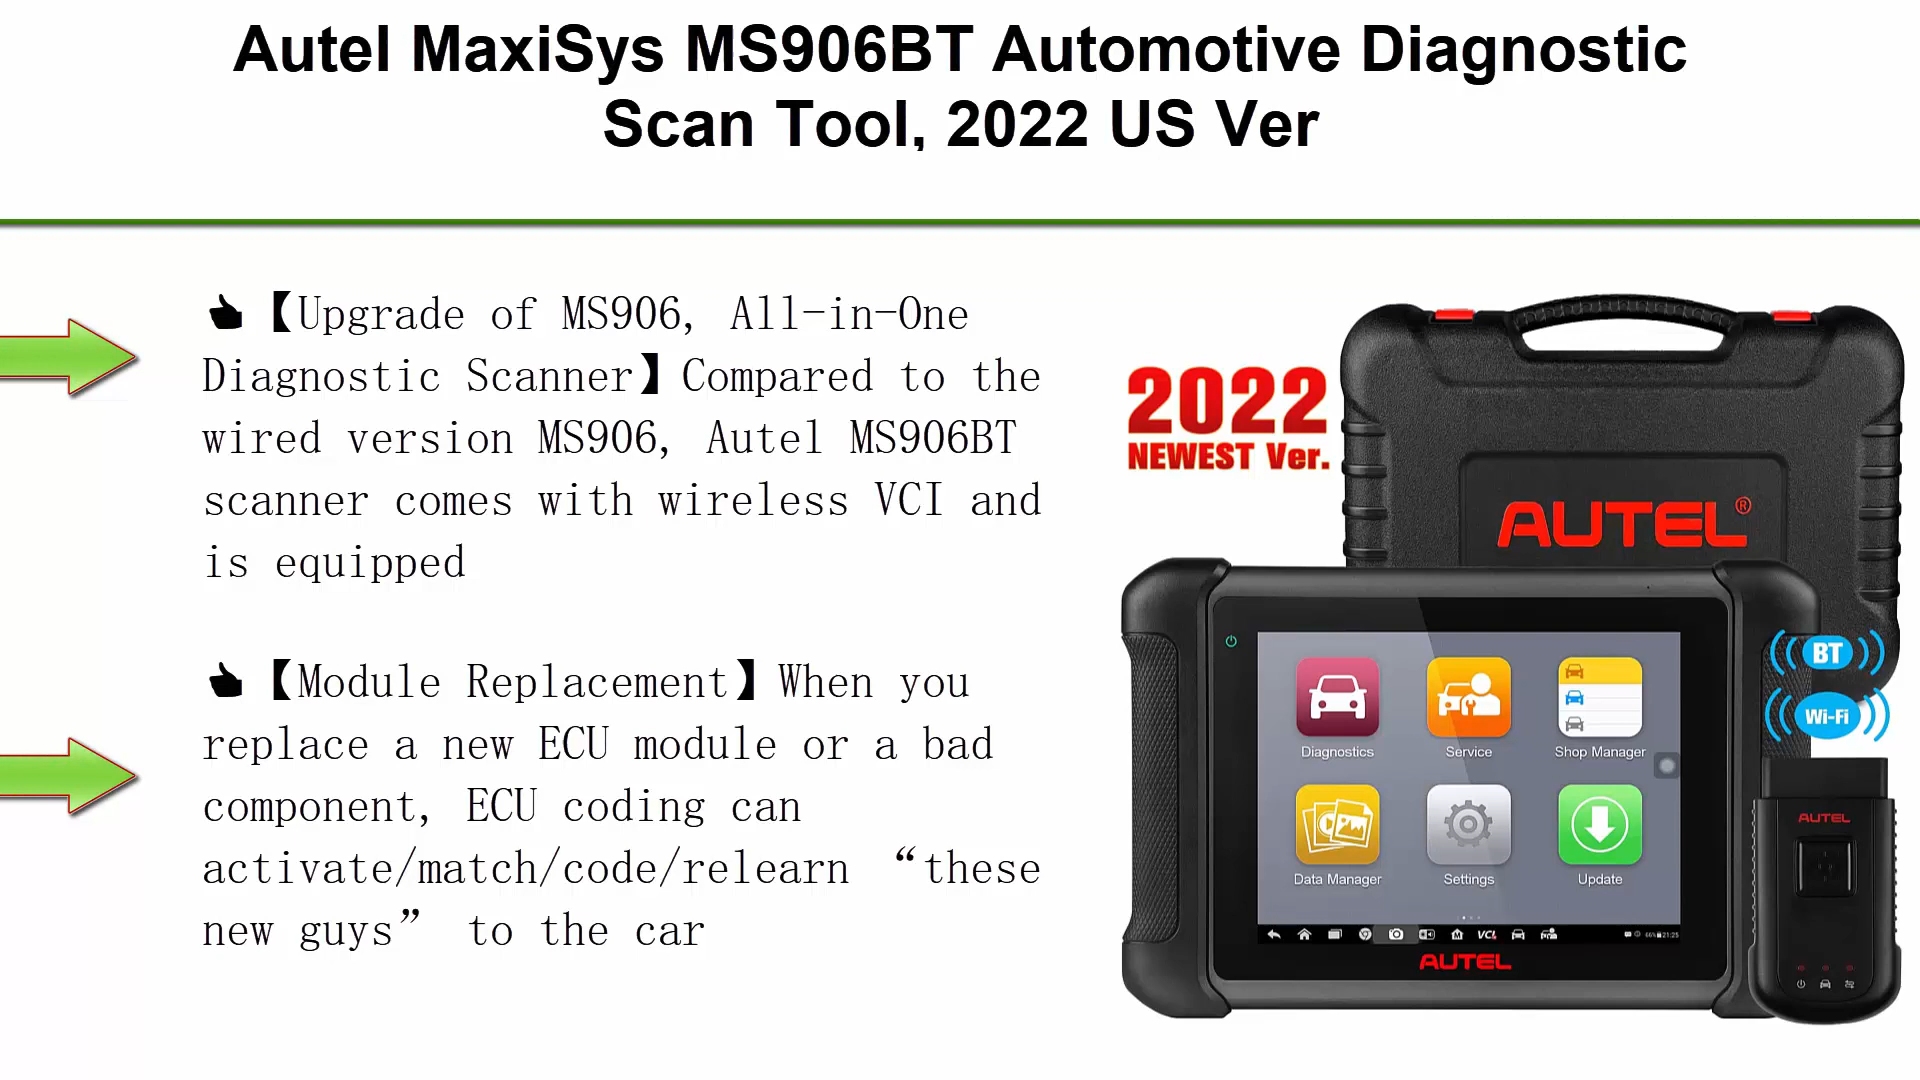 Autel MaxiSys MS906BT Automotive Diagnostic
Scan Tool, 2022 US Ver
👍【Upgrade of MS906, All-in-One
Diagnostic Scanner】Compared to the
wired version MS906, Autel MS906BT
scanner comes with wireless VCI and
is equipped
👍【Module Replacement】When you
replace a new ECU module or a bad
component, ECU coding can
activate/match/code/relearn “these
new guys” to the car
2022
NEWEST Ver.
AUTEL®
BT
Wi-Fi
Diagnostics
Service
Shop Manager
Data Manager
Settings
Update
VCI
66% 21:25
AUTEL
AUTEL